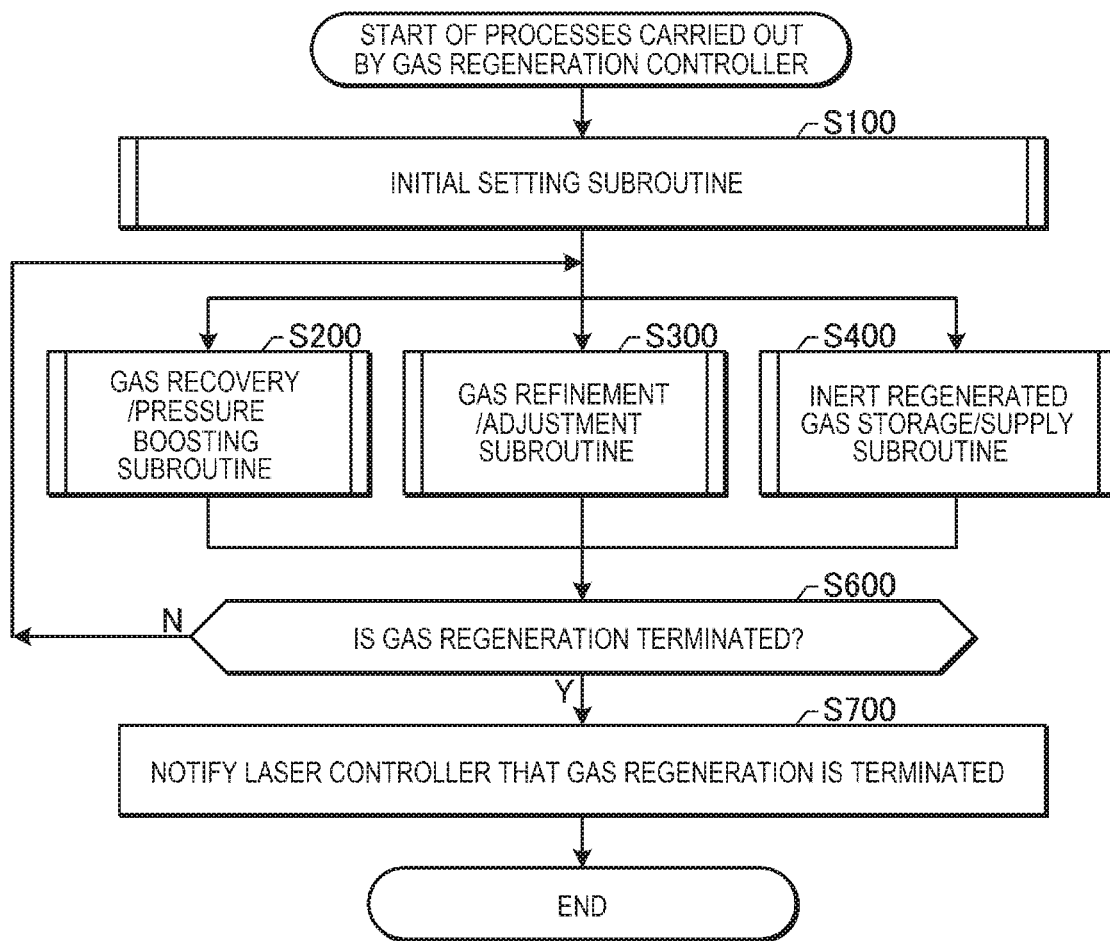 START OF PROCESSES CARRIED OUT
BY GAS REGENERATION CONTROLLER
S100
INITIAL SETTING SUBROUTINE
S200
GAS RECOVERY
/PRESSURE
BOOSTING
SUBROUTINE
S300
GAS REFINEMENT
/ADJUSTMENT
SUBROUTINE
S400
INERT REGENERATED
GAS STORAGE/SUPPLY
SUBROUTINE
S600
N
IS GAS REGENERATION TERMINATED?
Y
S700
NOTIFY LASER CONTROLLER THAT GAS REGENERATION IS TERMINATED
END